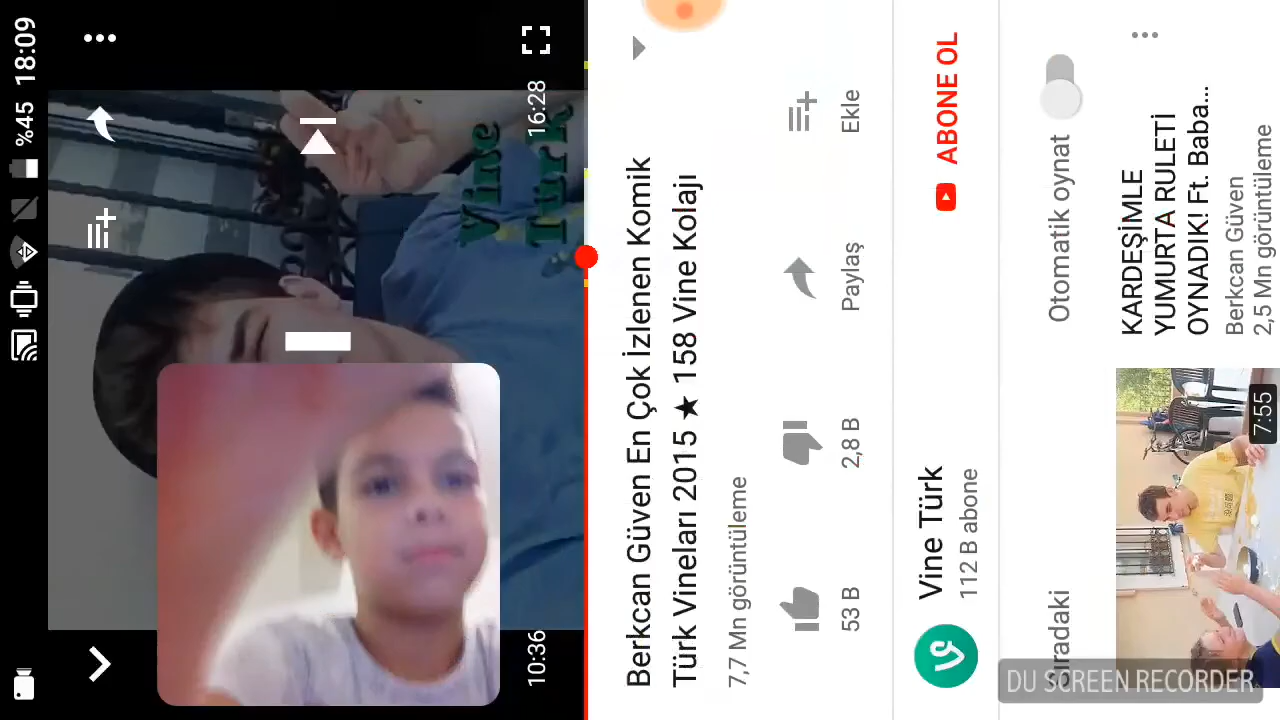 %45 18:09
Vine
Türk
10:36
16:28
Berkcan Güven En Çok İzlenen Komik
Türk Vineları 2015 ★ 158 Vine Kolajı
7,7 Mn görüntüleme
53 B
2,8 B
Paylaş
Ekle
Vine Türk
112 B abone
ABONE OL
Sıradaki
Otomatik oynat
7:55
KARDEŞİMLE
YUMURTA RULETİ
OYNADIK! Ft. Baba...
Berkcan Güven
2,5 Mn görüntüleme
DU SCREEN RECORDER